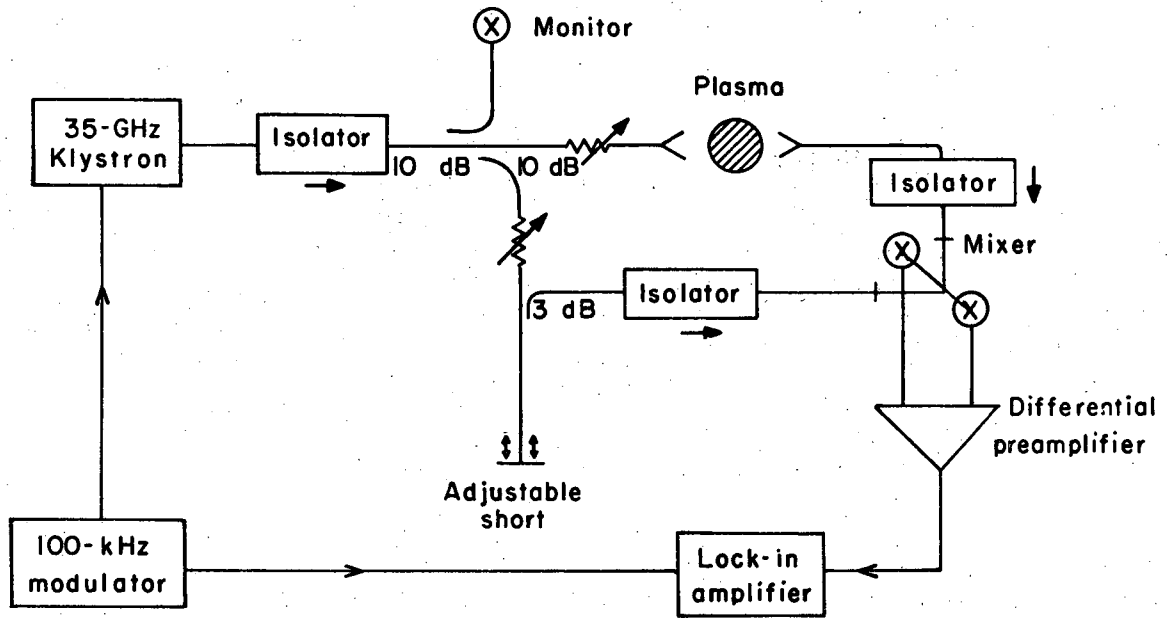 Monitor
Plasma
35-GHz
Klystron
Isolator
10 dB
10 dB
Isolator
Mixer
Isolator
3 dB
Differential
preamplifier
Adjustable
short
100-kHz
modulator
Lock-in
amplifier